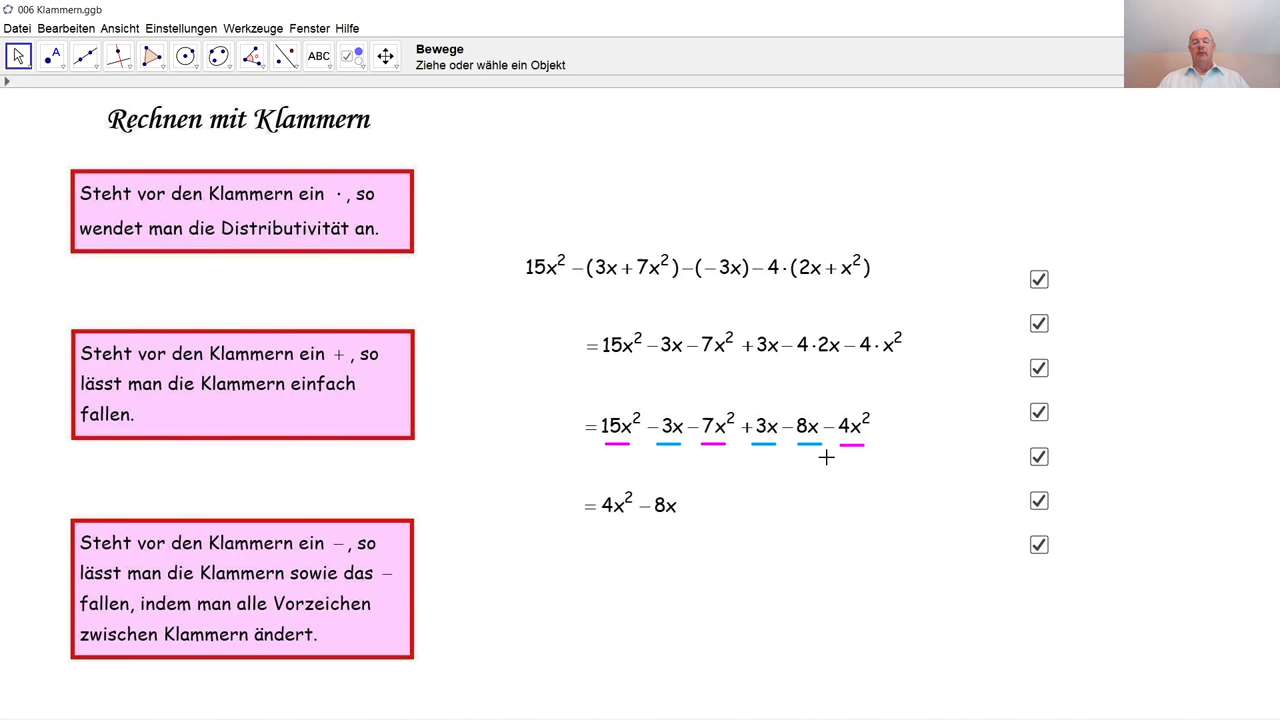 006 Klammern.ggb
Datei Bearbeiten Ansicht Einstellungen Werkzeuge Fenster Hilfe
A
ABC
Bewege
Ziehe oder wähle ein Objekt
Rechnen mit Klammern
Steht vor den Klammern ein ·, so
wendet man die Distributivität an.
Steht vor den Klammern ein +, so
lässt man die Klammern einfach
fallen.
Steht vor den Klammern ein −, so
lässt man die Klammern sowie das −
fallen, indem man alle Vorzeichen
zwischen Klammern ändert.
15x² −(3x+7x²)−(−3x)−4·(2x+x²)
=15x² −3x−7x² +3x−4·2x−4·x²
=15x² −3x−7x² +3x−8x−4x²
=4x² −8x